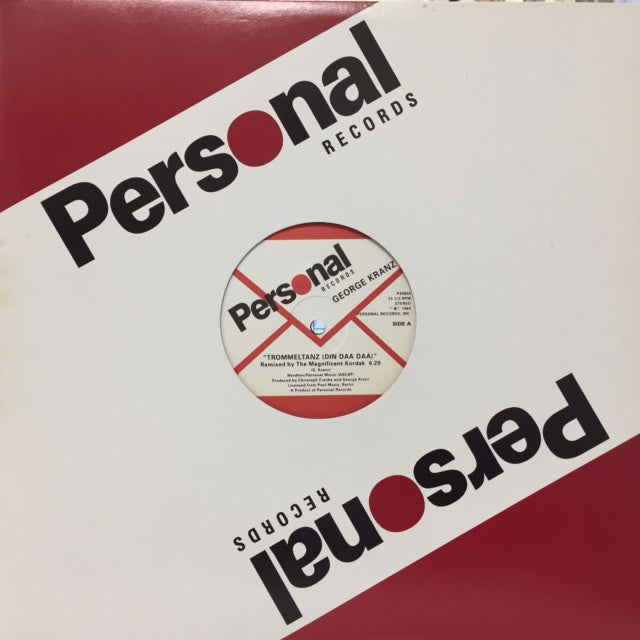 Personal
RECORDS
Personal
RECORDS
GEORGE KRANZ
P49804
33 1/3 RPM
STEREO
1984
PERSONAL RECORDS, INC
SIDE A
"TROMMELTANZ (DIN DAA DAA)"
Remixed by The Magnificent Kordak 6:20
(G. Kranz)
Nordton/Personal Music (ASCAP)
Produced by Christoph Franke and George Kranz
Licensed from Pool Music, Berlin
A Product of Personal Records
Personal
RECORDS